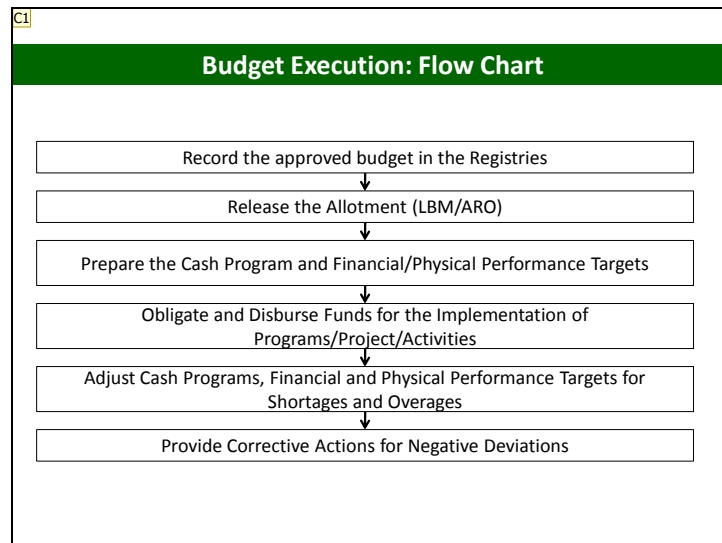 C1
Budget Execution: Flow Chart
Record the approved budget in the Registries
Release the Allotment (LBM/ARO)
Prepare the Cash Program and Financial/Physical Performance Targets
Obligate and Disburse Funds for the Implementation of
Programs/Project/Activities
Adjust Cash Programs, Financial and Physical Performance Targets for
Shortages and Overages
Provide Corrective Actions for Negative Deviations